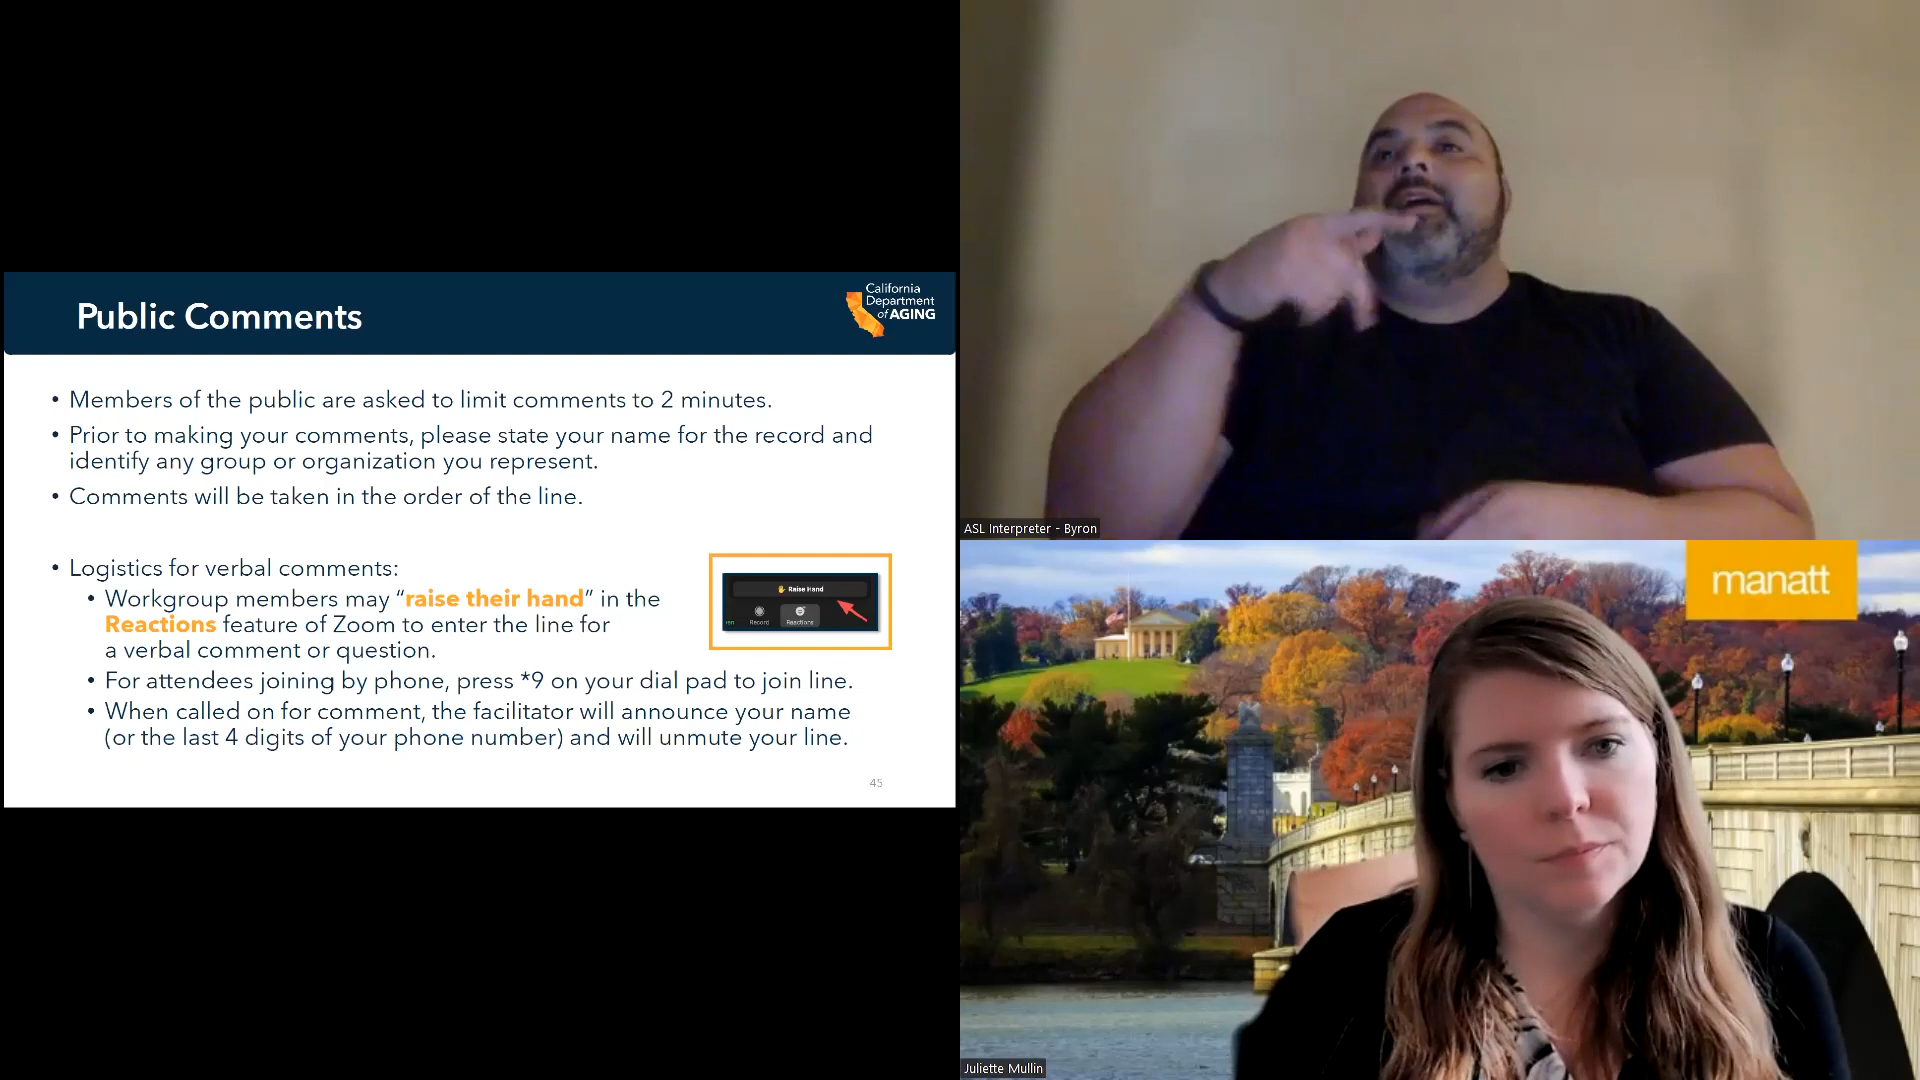 Public Comments
California
Department
of AGING
• Members of the public are asked to limit comments to 2 minutes.
• Prior to making your comments, please state your name for the record and
identify any group or organization you represent.
• Comments will be taken in the order of the line.
• Logistics for verbal comments:
• Workgroup members may “raise their hand” in the
Reactions feature of Zoom to enter the line for
a verbal comment or question.
• For attendees joining by phone, press *9 on your dial pad to join line.
• When called on for comment, the facilitator will announce your name
(or the last 4 digits of your phone number) and will unmute your line.
Raise Hand
Record
Reactions
45
ASL Interpreter - Byron
manatt
Juliette Mullin